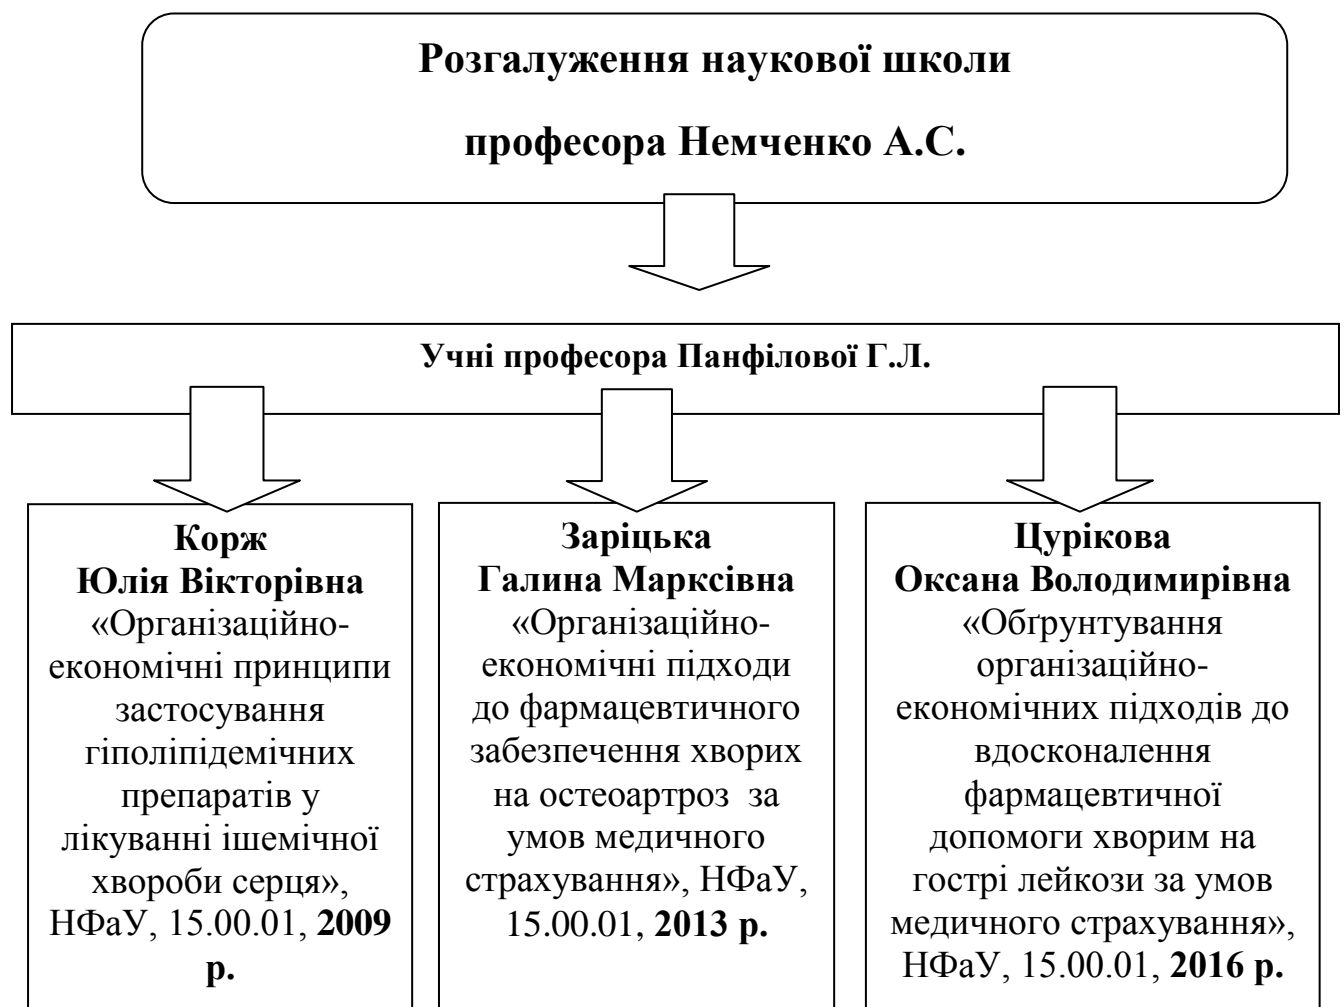 Розгалуження наукової школи
професора Немченко А.С.
Учні професора Панфілової Г.Л.
Корж
Юлія Вікторівна
«Організаційно-
економічні принципи
застосування
гіполіпідемічних
препаратів у
лікуванні ішемічної
хвороби серця»,
НФаУ, 15.00.01, 2009
р.
Заріцька
Галина Марксівна
«Організаційно-
економічні підходи
до фармацевтичного
забезпечення хворих
на остеоартроз за
умов медичного
страхування», НФаУ,
15.00.01, 2013 р.
Цурікова
Оксана Володимирівна
«Обґрунтування
організаційно-
економічних підходів до
вдосконалення
фармацевтичної
допомоги хворим на
гострі лейкози за умов
медичного страхування»,
НФаУ, 15.00.01, 2016 р.